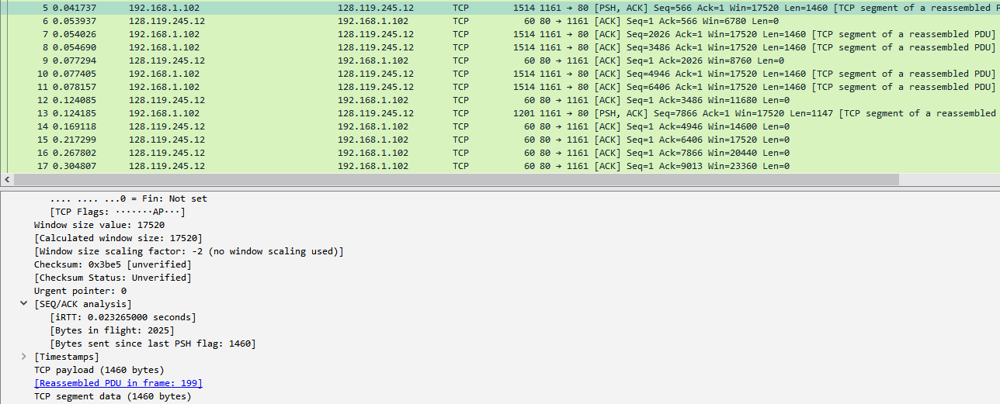 5 0.041737 192.168.1.102 128.119.245.12 TCP 1514 1161 → 80 [PSH, ACK] Seq=566 Ack=1 Win=17520 Len=1460 [TCP segment of a reassembled P
6 0.053937 128.119.245.12 192.168.1.102 TCP 60 80 → 1161 [ACK] Seq=1 Ack=566 Win=6780 Len=0
7 0.054026 192.168.1.102 128.119.245.12 TCP 1514 1161 → 80 [ACK] Seq=2026 Ack=1 Win=17520 Len=1460 [TCP segment of a reassembled PDU]
8 0.054690 192.168.1.102 128.119.245.12 TCP 1514 1161 → 80 [ACK] Seq=3486 Ack=1 Win=17520 Len=1460 [TCP segment of a reassembled PDU]
9 0.077294 128.119.245.12 192.168.1.102 TCP 60 80 → 1161 [ACK] Seq=1 Ack=2026 Win=8760 Len=0
10 0.077405 192.168.1.102 128.119.245.12 TCP 1514 1161 → 80 [ACK] Seq=4946 Ack=1 Win=17520 Len=1460 [TCP segment of a reassembled PDU]
11 0.078157 192.168.1.102 128.119.245.12 TCP 1514 1161 → 80 [ACK] Seq=6406 Ack=1 Win=17520 Len=1460 [TCP segment of a reassembled PDU]
12 0.124085 128.119.245.12 192.168.1.102 TCP 60 80 → 1161 [ACK] Seq=1 Ack=3486 Win=11680 Len=0
13 0.124185 192.168.1.102 128.119.245.12 TCP 1201 1161 → 80 [PSH, ACK] Seq=7866 Ack=1 Win=17520 Len=1147 [TCP segment of a reassembled
14 0.169118 128.119.245.12 192.168.1.102 TCP 60 80 → 1161 [ACK] Seq=1 Ack=4946 Win=14600 Len=0
15 0.217299 128.119.245.12 192.168.1.102 TCP 60 80 → 1161 [ACK] Seq=1 Ack=6406 Win=17520 Len=0
16 0.267802 128.119.245.12 192.168.1.102 TCP 60 80 → 1161 [ACK] Seq=1 Ack=7866 Win=20440 Len=0
17 0.304807 128.119.245.12 192.168.1.102 TCP 60 80 → 1161 [ACK] Seq=1 Ack=9013 Win=23360 Len=0
.... .... ...0 = Fin: Not set
[TCP Flags: ·······AP···]
Window size value: 17520
[Calculated window size: 17520]
[Window size scaling factor: -2 (no window scaling used)]
Checksum: 0x3be5 [unverified]
[Checksum Status: Unverified]
Urgent pointer: 0
[SEQ/ACK analysis]
[iRTT: 0.023265000 seconds]
[Bytes in flight: 2025]
[Bytes sent since last PSH flag: 1460]
[Timestamps]
TCP payload (1460 bytes)
[Reassembled PDU in frame: 199]
TCP segment data (1460 bytes)